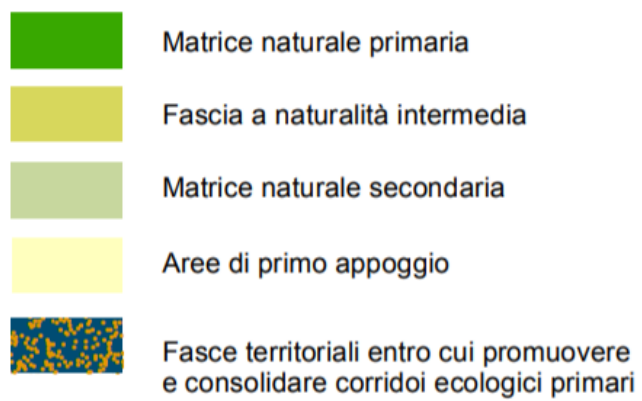 Matrice naturale primaria
Fascia a naturalità intermedia
Matrice naturale secondaria
Aree di primo appoggio
Fasce territoriali entro cui promuovere
e consolidare corridoi ecologici primari